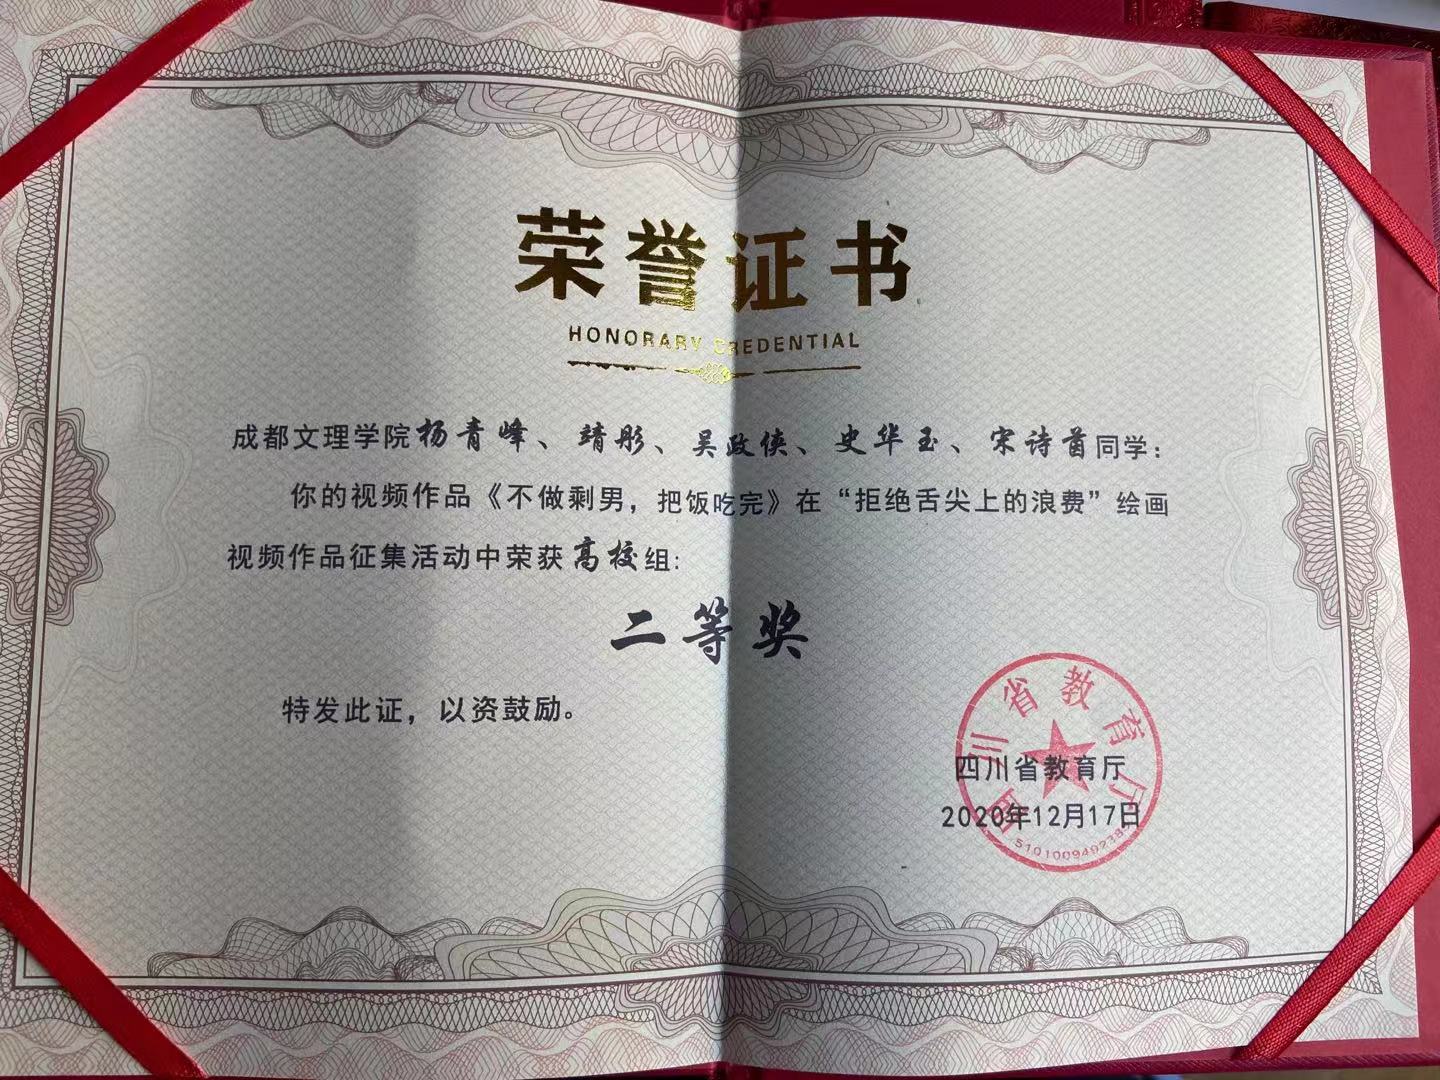 荣誉证书
HONORARY CREDENTIAL
成都文理学院杨青峰、靖彤、吴政侠、史华玉、宋诗茵同学：
你的视频作品《不做剩男，把饭吃完》在“拒绝舌尖上的浪费”绘画
视频作品征集活动中荣获高校组：
二等奖
特发此证，以资鼓励。
四川省教育厅
四川省教育厅
2020年12月17日